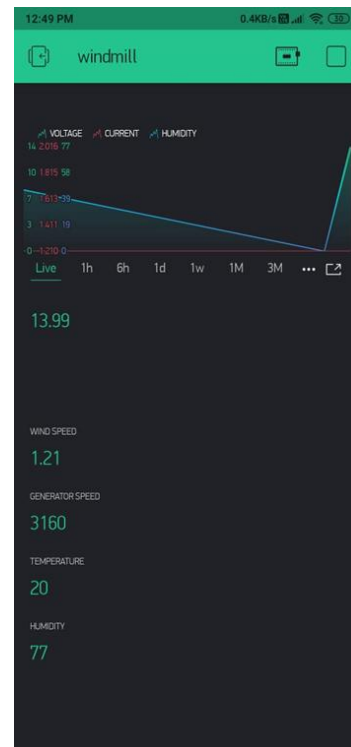 12:49 PM 0.4KB/s 33
windmill
VOLTAGE CURRENT HUMIDITY
14 2.016 77
10 1.815 58
7 1.613 39
3 1.411 19
0 1.210 0
Live 1h 6h 1d 1w 1M 3M •••
13.99
WIND SPEED
1.21
GENERATOR SPEED
3160
TEMPERATURE
20
HUMIDITY
77